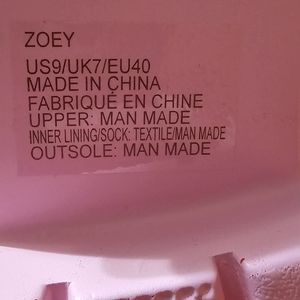 ZOEY
US9/UK7/EU40
MADE IN CHINA
FABRIQUÉ EN CHINE
UPPER: MAN MADE
INNER LINING/SOCK: TEXTILE/MAN MADE
OUTSOLE: MAN MADE